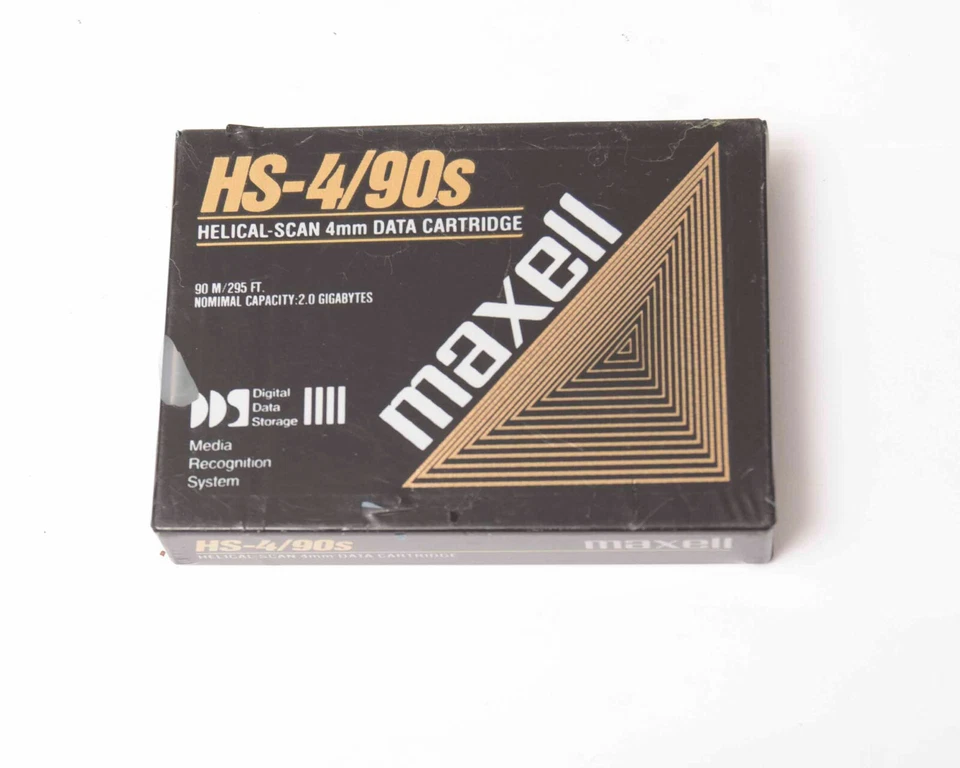 HS-4/90s
HELICAL-SCAN 4mm DATA CARTRIDGE
90 M/295 FT.
NOMIMAL CAPACITY:2.0 GIGABYTES
maxell
DDS
Digital
Data
Storage
Media
Recognition
System
HS-4/90s
maxell
HELICAL-SCAN 4mm DATA CARTRIDGE